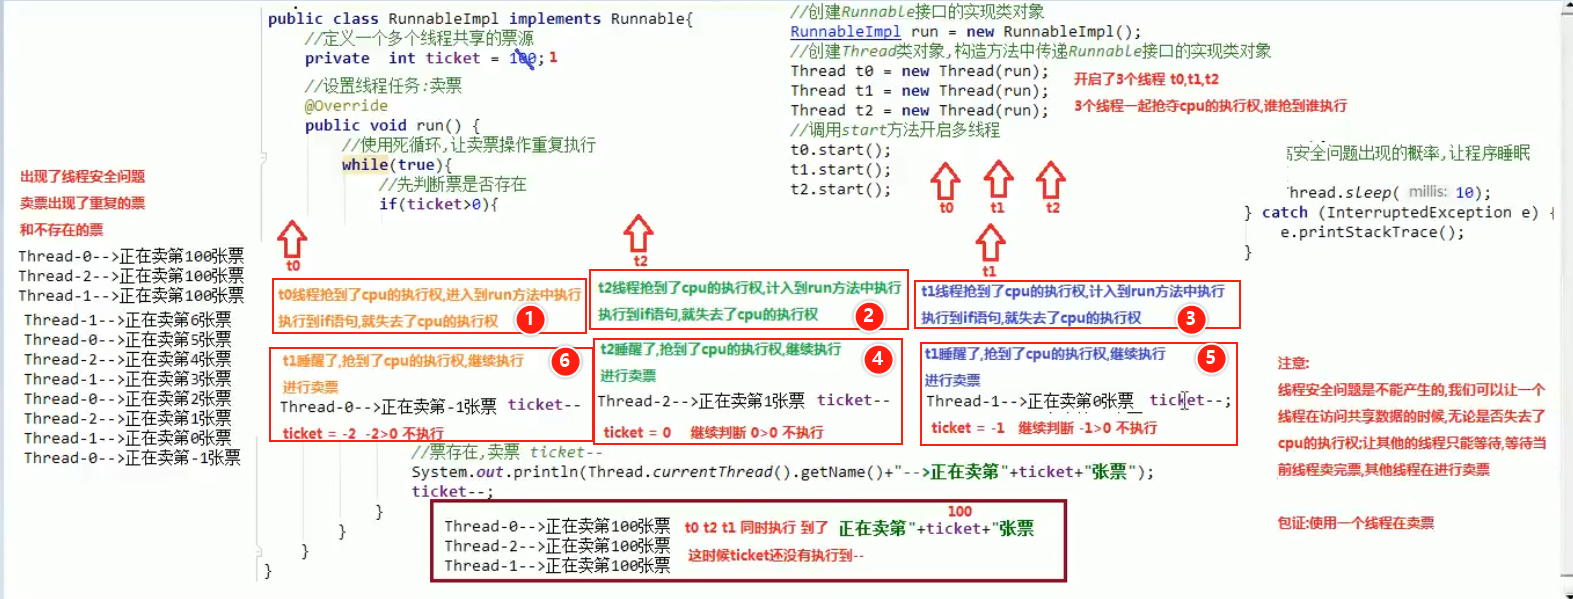 public class RunnableImpl implements Runnable{
//定义一个多个线程共享的票源
private int ticket = 100; 1
//设置线程任务:卖票
@Override
public void run() {
//使用死循环,让卖票操作重复执行
while(true){
//先判断票是否存在
if(ticket>0){
//创建Runnable接口的实现类对象
RunnableImpl run = new RunnableImpl();
//创建Thread类对象,构造方法中传递Runnable接口的实现类对象
Thread t0 = new Thread(run);
Thread t1 = new Thread(run);
Thread t2 = new Thread(run);
//调用start方法开启多线程
t0.start();
t1.start();
t2.start();
开启了3个线程 t0,t1,t2
3个线程一起抢夺cpu的执行权,谁抢到谁执行
t0
t1
t2
高安全问题出现的概率,让程序睡眠
Thread.sleep( millis: 10);
} catch (InterruptedException e) {
e.printStackTrace();
}
出现了线程安全问题
卖票出现了重复的票
和不存在的票
Thread-0-->正在卖第100张票
Thread-2-->正在卖第100张票
Thread-1-->正在卖第100张票
Thread-1-->正在卖第6张票
Thread-0-->正在卖第5张票
Thread-2-->正在卖第4张票
Thread-1-->正在卖第3张票
Thread-0-->正在卖第2张票
Thread-2-->正在卖第1张票
Thread-1-->正在卖第0张票
Thread-0-->正在卖第-1张票
t0
t0线程抢到了cpu的执行权,进入到run方法中执行
执行到if语句,就失去了cpu的执行权
1
t2
t2线程抢到了cpu的执行权,计入到run方法中执行
执行到if语句,就失去了cpu的执行权
2
t1
t1线程抢到了cpu的执行权,计入到run方法中执行
执行到if语句,就失去了cpu的执行权
3
t1睡醒了,抢到了cpu的执行权,继续执行
进行卖票
Thread-0-->正在卖第-1张票 ticket--
ticket = -2 -2>0 不执行
6
t2睡醒了,抢到了cpu的执行权,继续执行
进行卖票
Thread-2-->正在卖第1张票 ticket--
ticket = 0 继续判断 0>0 不执行
4
t1睡醒了,抢到了cpu的执行权,继续执行
进行卖票
Thread-1-->正在卖第0张票 ticket--;
ticket = -1 继续判断 -1>0 不执行
5
//票存在,卖票 ticket--
System.out.println(Thread.currentThread().getName()+"-->正在卖第"+ticket+"张票");
ticket--;
}
}
}
}
Thread-0-->正在卖第100张票
Thread-2-->正在卖第100张票
Thread-1-->正在卖第100张票
100
t0 t2 t1 同时执行 到了 正在卖第"+ticket+"张票
这时候ticket还没有执行到--
注意:
线程安全问题是不能产生的,我们可以让一个
线程在访问共享数据的时候,无论是否失去了
cpu的执行权;让其他的线程只能等待,等待当
前线程卖完票,其他线程在进行卖票
包证:使用一个线程在卖票